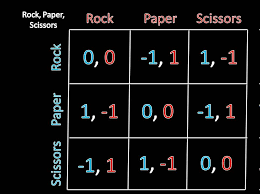 Rock, Paper,
Scissors
Rock Paper Scissors
Rock 0, 0 -1, 1 1, -1
Paper 1, -1 0, 0 -1, 1
Scissors -1, 1 1, -1 0, 0